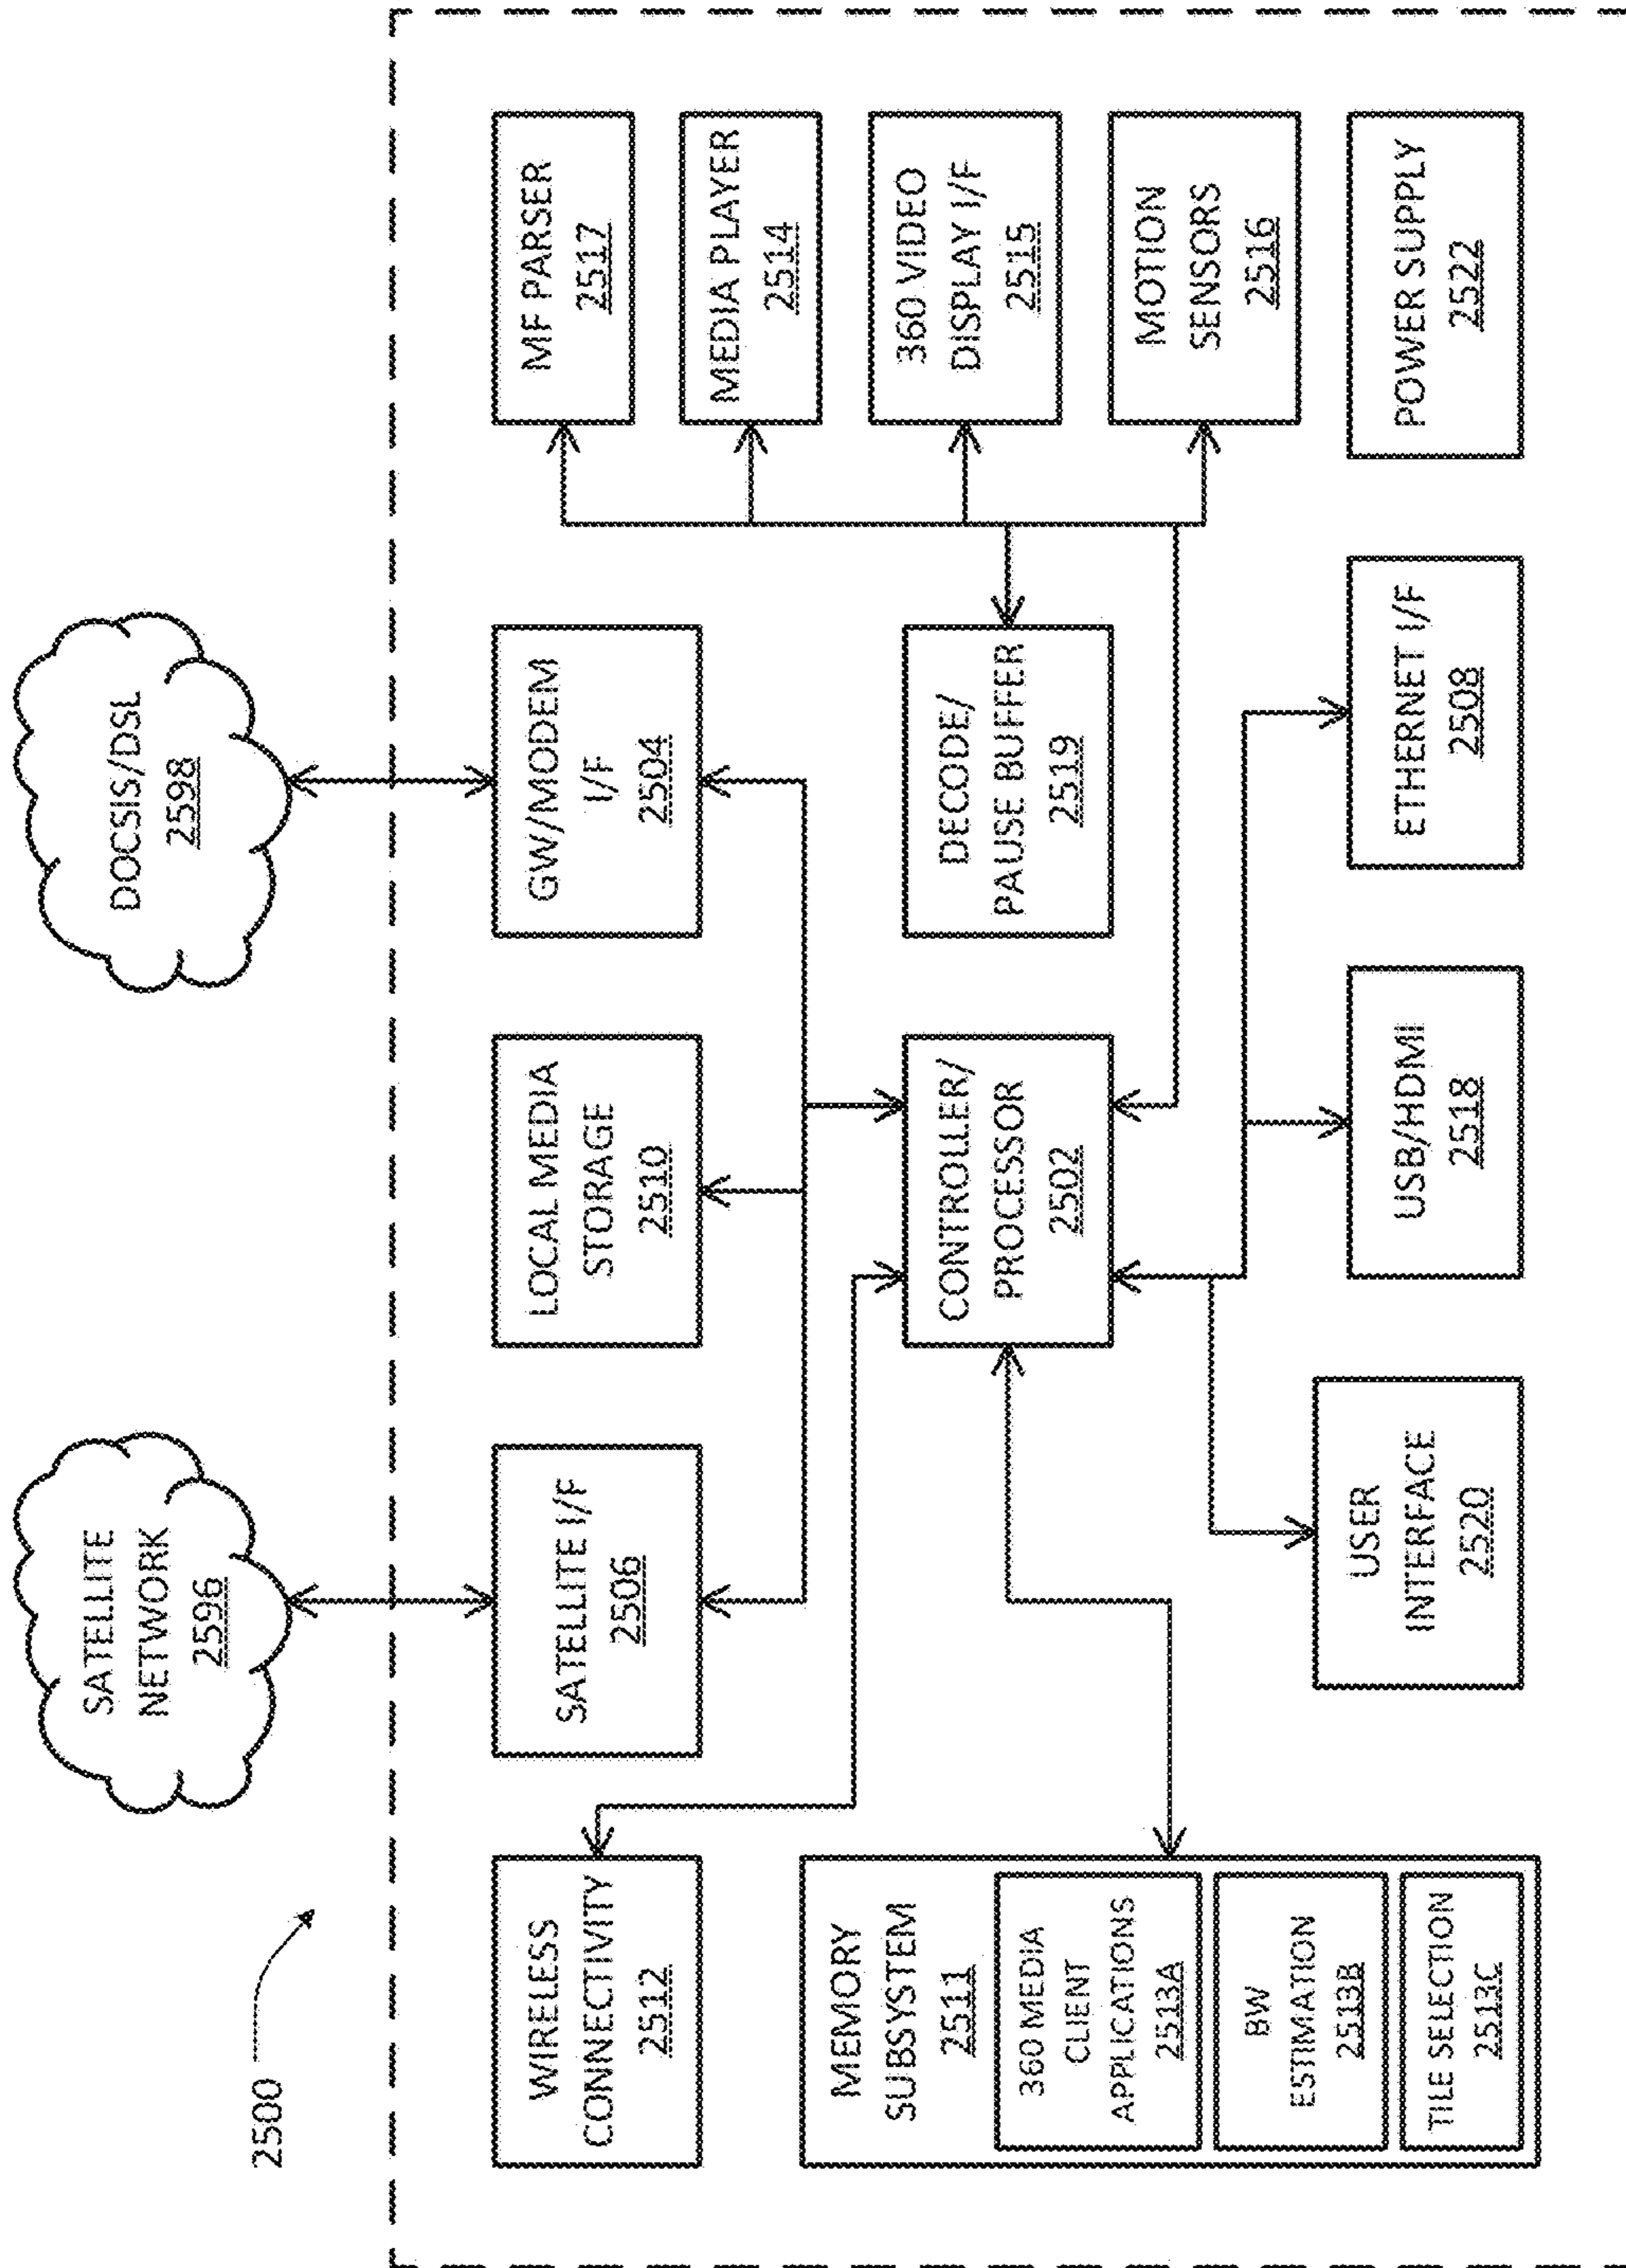 2500
SATELLITE
NETWORK
2596
DOCSIS/DSL
2598
WIRELESS
CONNECTIVITY
2512
SATELLITE I/F
2506
LOCAL MEDIA
STORAGE
2510
GW/MODEM
I/F
2504
MF PARSER
2517
MEDIA PLAYER
2514
360 VIDEO
DISPLAY I/F
2515
MOTION
SENSORS
2516
MEMORY
SUBSYSTEM
2511
360 MEDIA
CLIENT
APPLICATIONS
2513A
BW
ESTIMATION
2513B
TILE SELECTION
2513C
CONTROLLER/
PROCESSOR
2502
DECODE/
PAUSE BUFFER
2519
USER
INTERFACE
2520
USB/HDMI
2518
ETHERNET I/F
2508
POWER SUPPLY
2522